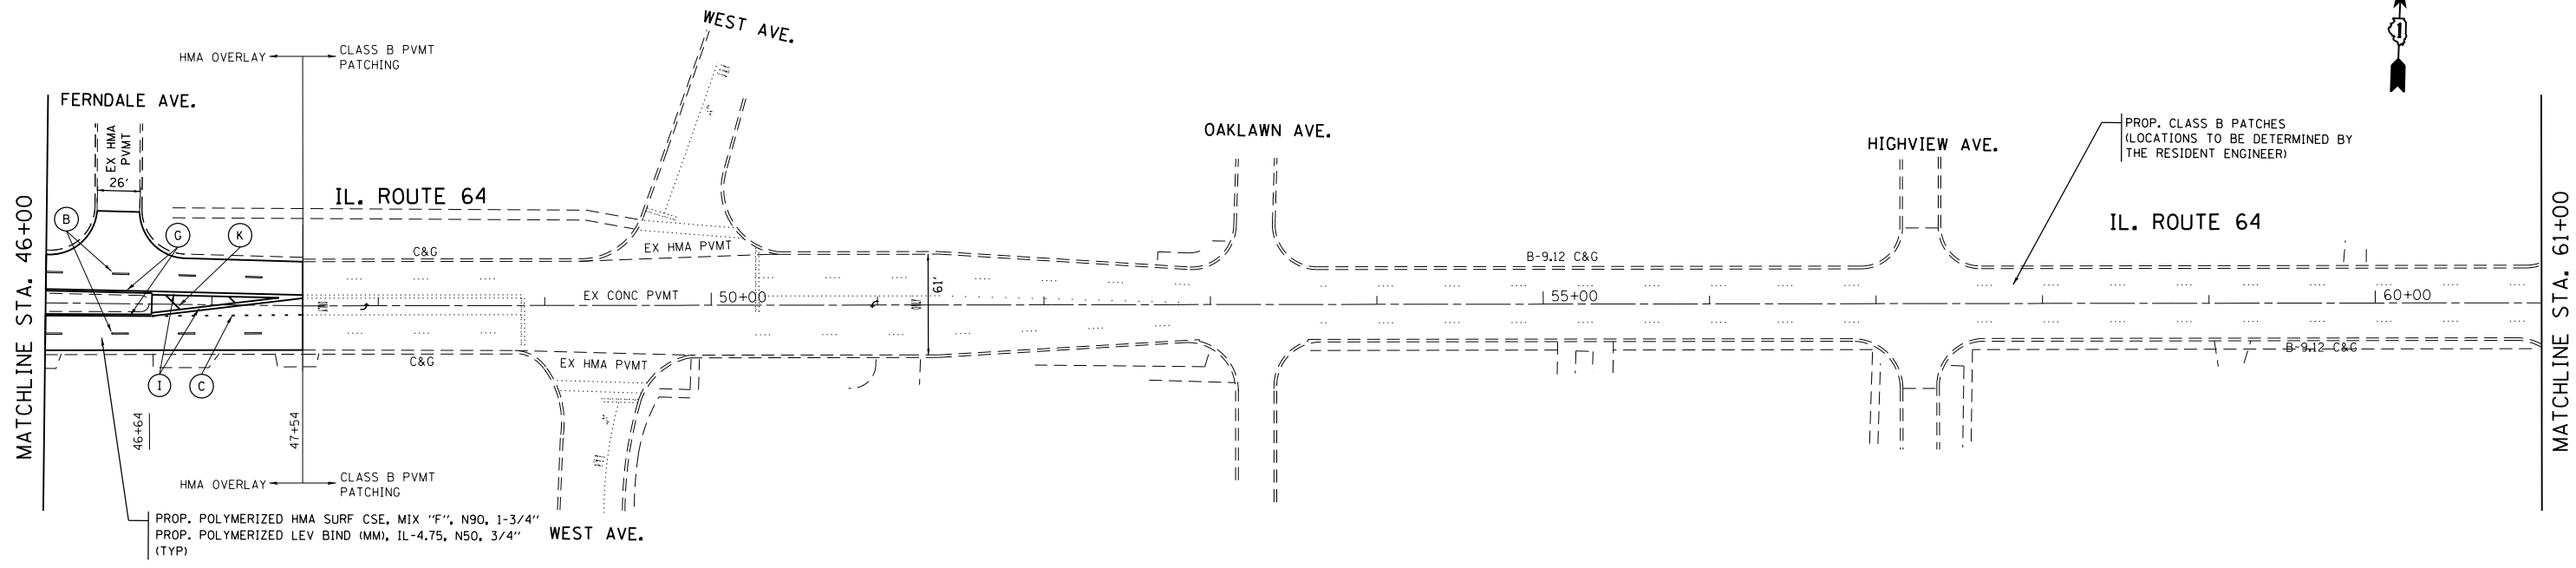 WEST AVE.
1
HMA OVERLAY
CLASS B PVMT
PATCHING
FERNDALE AVE.
EX HMA
PVMT
26'
IL. ROUTE 64
OAKLAWN AVE.
HIGHVIEW AVE.
PROP. CLASS B PATCHES
(LOCATIONS TO BE DETERMINED BY
THE RESIDENT ENGINEER)
IL. ROUTE 64
MATCHLINE STA. 46+00
B
G
K
C&G
EX HMA PVMT
B-9.12 C&G
61'
EX CONC PVMT
50+00
55+00
60+00
MATCHLINE STA. 61+00
C&G
EX HMA PVMT
B-9.12 C&G
I
C
46+64
47+54
HMA OVERLAY
CLASS B PVMT
PATCHING
PROP. POLYMERIZED HMA SURF CSE, MIX "F", N90, 1-3/4"
PROP. POLYMERIZED LEV BIND (MM), IL-4.75, N50, 3/4"
(TYP)
WEST AVE.